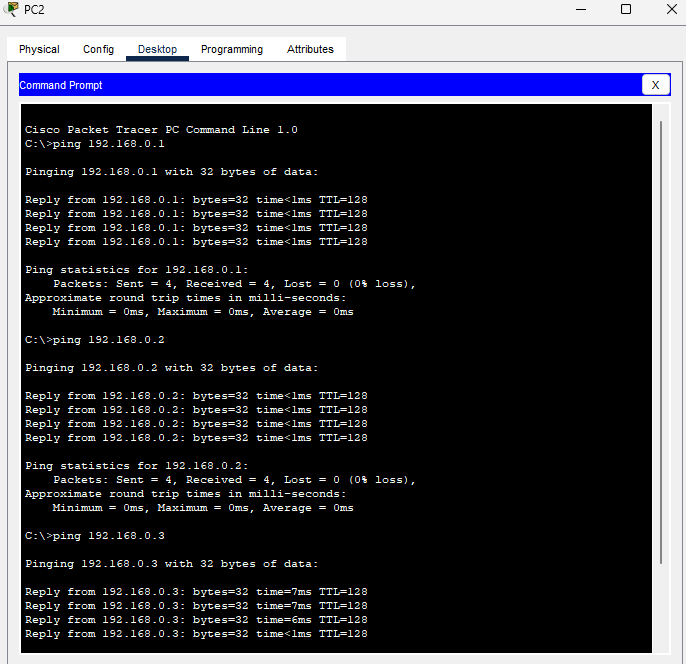 PC2
Physical Config Desktop Programming Attributes
Command Prompt X
Cisco Packet Tracer PC Command Line 1.0
C:\>ping 192.168.0.1
Pinging 192.168.0.1 with 32 bytes of data:
Reply from 192.168.0.1: bytes=32 time<1ms TTL=128
Reply from 192.168.0.1: bytes=32 time<1ms TTL=128
Reply from 192.168.0.1: bytes=32 time<1ms TTL=128
Reply from 192.168.0.1: bytes=32 time<1ms TTL=128
Ping statistics for 192.168.0.1:
    Packets: Sent = 4, Received = 4, Lost = 0 (0% loss),
Approximate round trip times in milli-seconds:
    Minimum = 0ms, Maximum = 0ms, Average = 0ms
C:\>ping 192.168.0.2
Pinging 192.168.0.2 with 32 bytes of data:
Reply from 192.168.0.2: bytes=32 time<1ms TTL=128
Reply from 192.168.0.2: bytes=32 time<1ms TTL=128
Reply from 192.168.0.2: bytes=32 time<1ms TTL=128
Reply from 192.168.0.2: bytes=32 time<1ms TTL=128
Ping statistics for 192.168.0.2:
    Packets: Sent = 4, Received = 4, Lost = 0 (0% loss),
Approximate round trip times in milli-seconds:
    Minimum = 0ms, Maximum = 0ms, Average = 0ms
C:\>ping 192.168.0.3
Pinging 192.168.0.3 with 32 bytes of data:
Reply from 192.168.0.3: bytes=32 time=7ms TTL=128
Reply from 192.168.0.3: bytes=32 time=7ms TTL=128
Reply from 192.168.0.3: bytes=32 time=6ms TTL=128
Reply from 192.168.0.3: bytes=32 time<1ms TTL=128